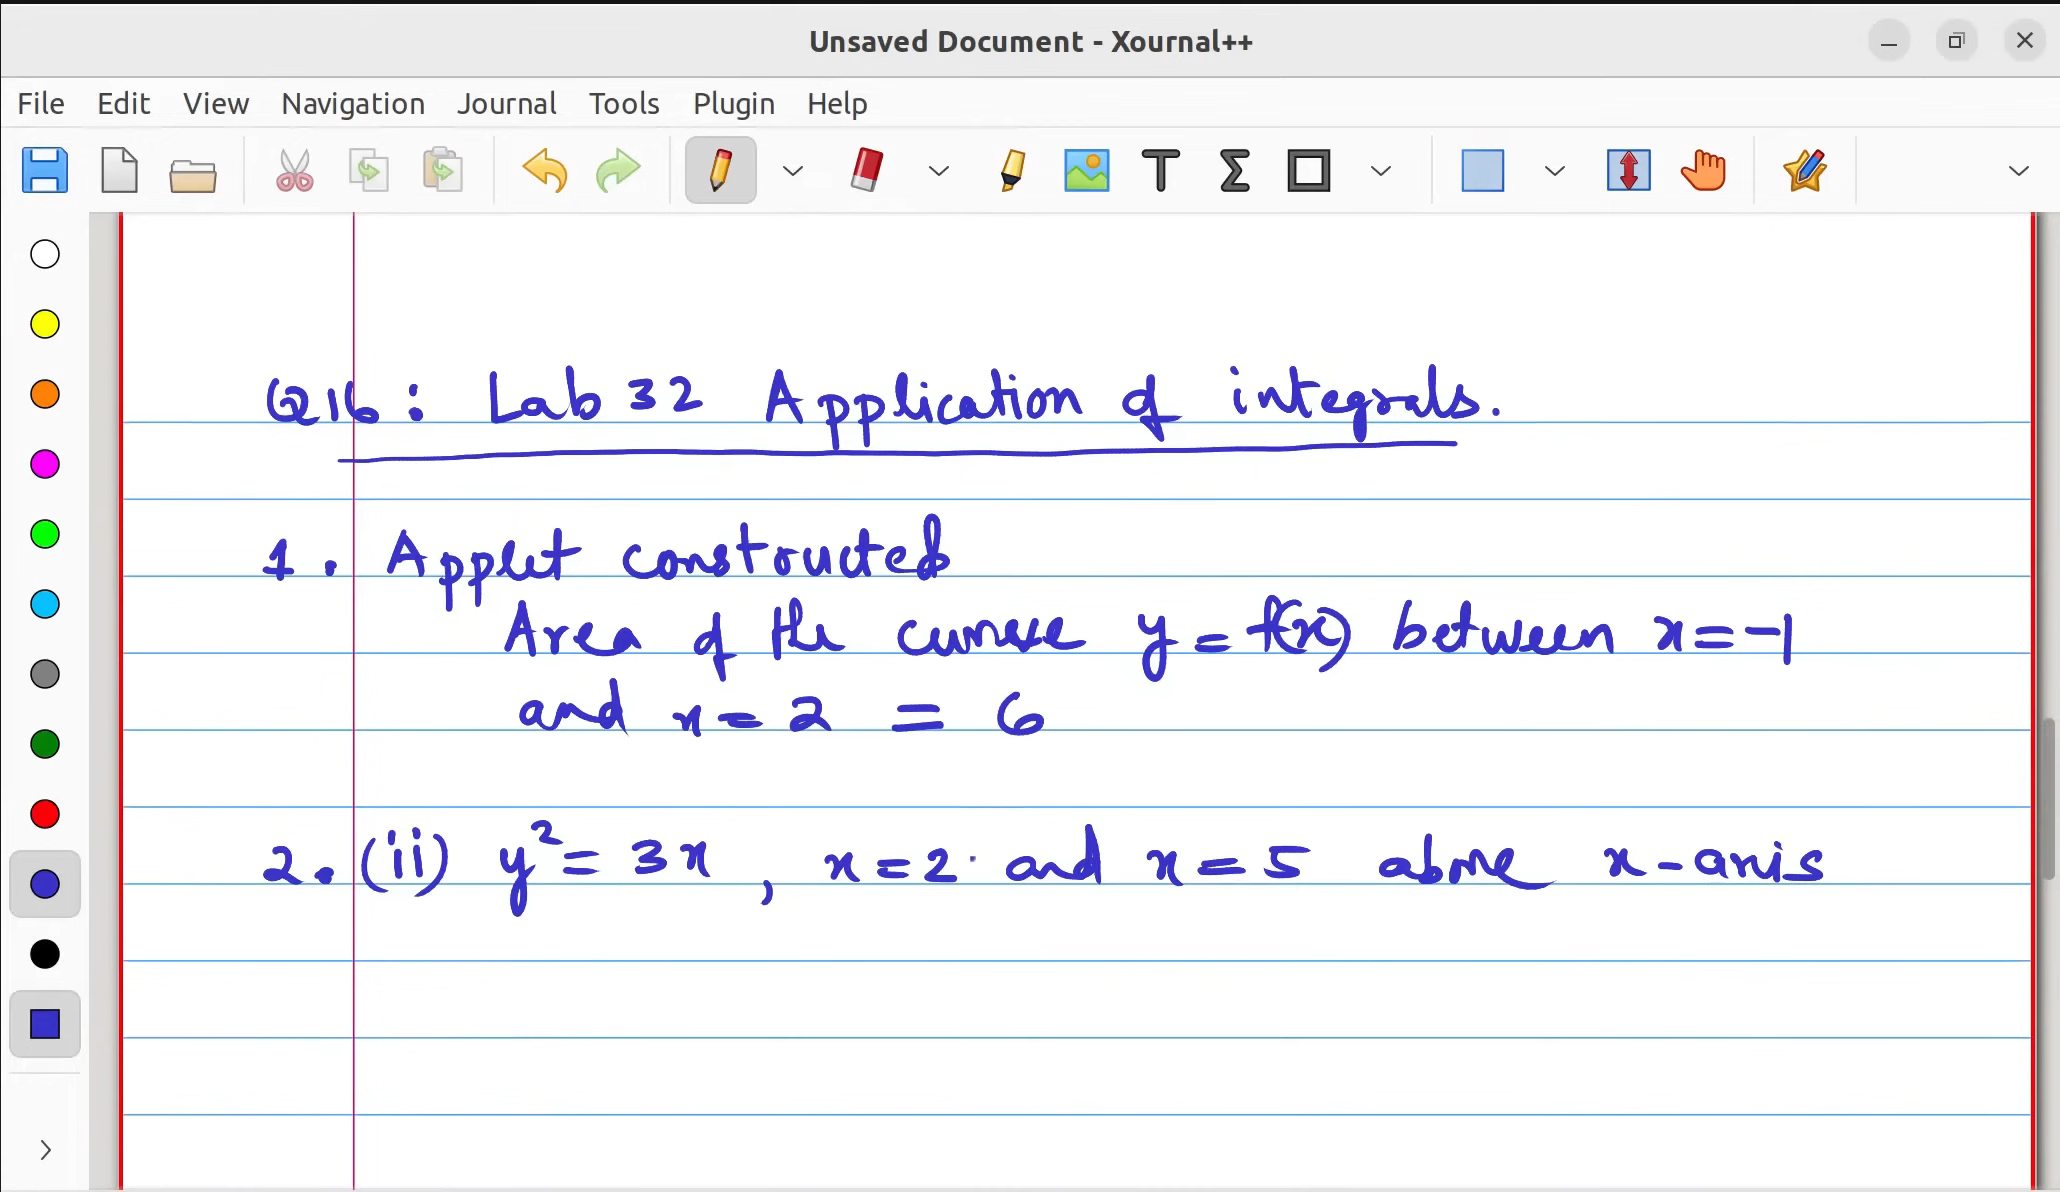 Unsaved Document - Xournal++
File Edit View Navigation Journal Tools Plugin Help
Q16 : Lab 32 Application of integrals.
1. Applet constructed
Area of the curve y = f(x) between x = -1
and x = 2 = 6
2. (ii) y² = 3x , x = 2 and x = 5 above x-axis